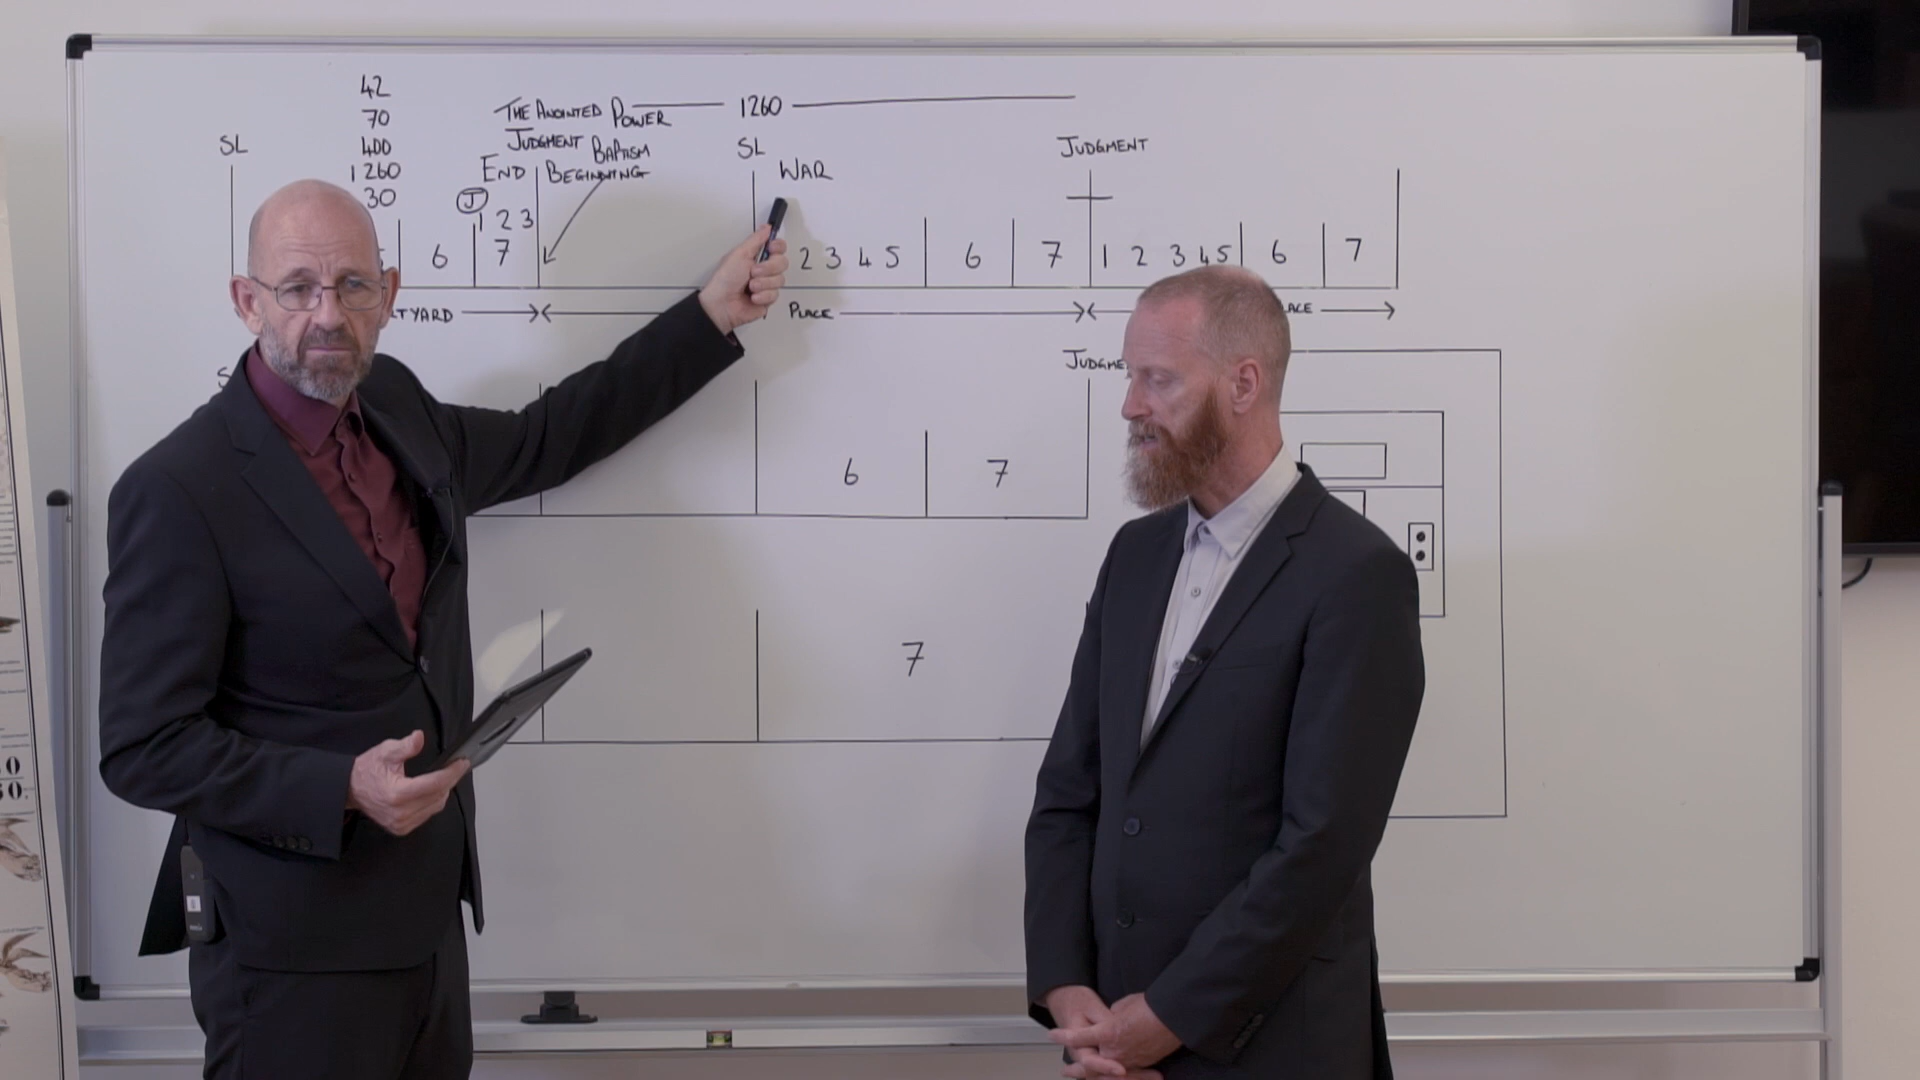 42
70
400
1260
30
THE ANOINTED POWER 1260
JUDGMENT BAPTISM
SL
END BEGINNING
SL
WAR
JUDGMENT
J
1 2 3
6 7
2 3 4 5 6 7
1 2 3 4 5 6 7
PLACE
6 7
7